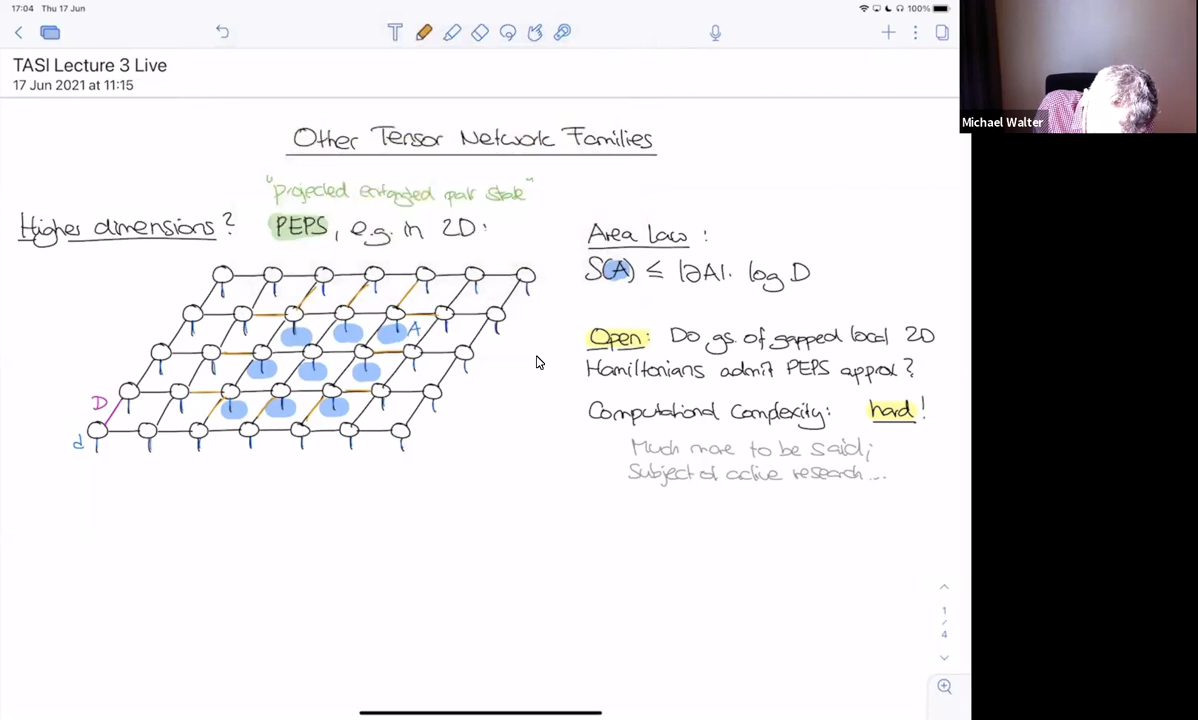 17:04 Thu 17 Jun
100%
TASI Lecture 3 Live
17 Jun 2021 at 11:15
Michael Walter
Other Tensor Network Families
"projected entangled pair state"
Higher dimensions? PEPS, e.g. in 2D:
A
D
d
Area law:
S(A) ≤ |∂A|· log D
Open: Do gs. of gapped local 2D
Hamiltonians admit PEPS approx?
Computational Complexity: hard!
Much more to be said;
Subject of active research...
1
/
4